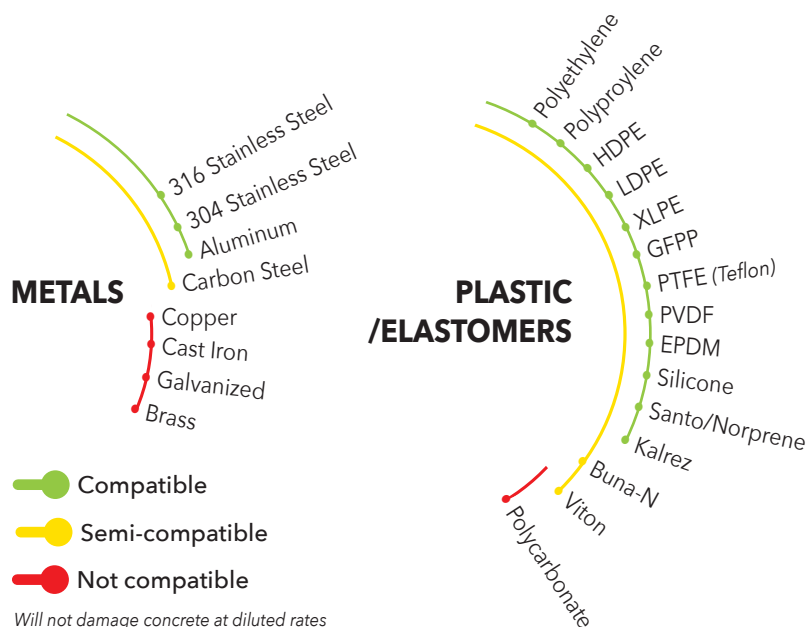 316 Stainless Steel
304 Stainless Steel
Aluminum
Carbon Steel
METALS
Copper
Cast Iron
Galvanized
Brass
Polyethylene
Polyproylene
HDPE
LDPE
XLPE
GFPP
PTFE (Teflon)
PVDF
EPDM
Silicone
Santo/Norprene
Kalrez
PLASTIC
/ELASTOMERS
Buna-N
Viton
Polycarbonate
Compatible
Semi-compatible
Not compatible
Will not damage concrete at diluted rates